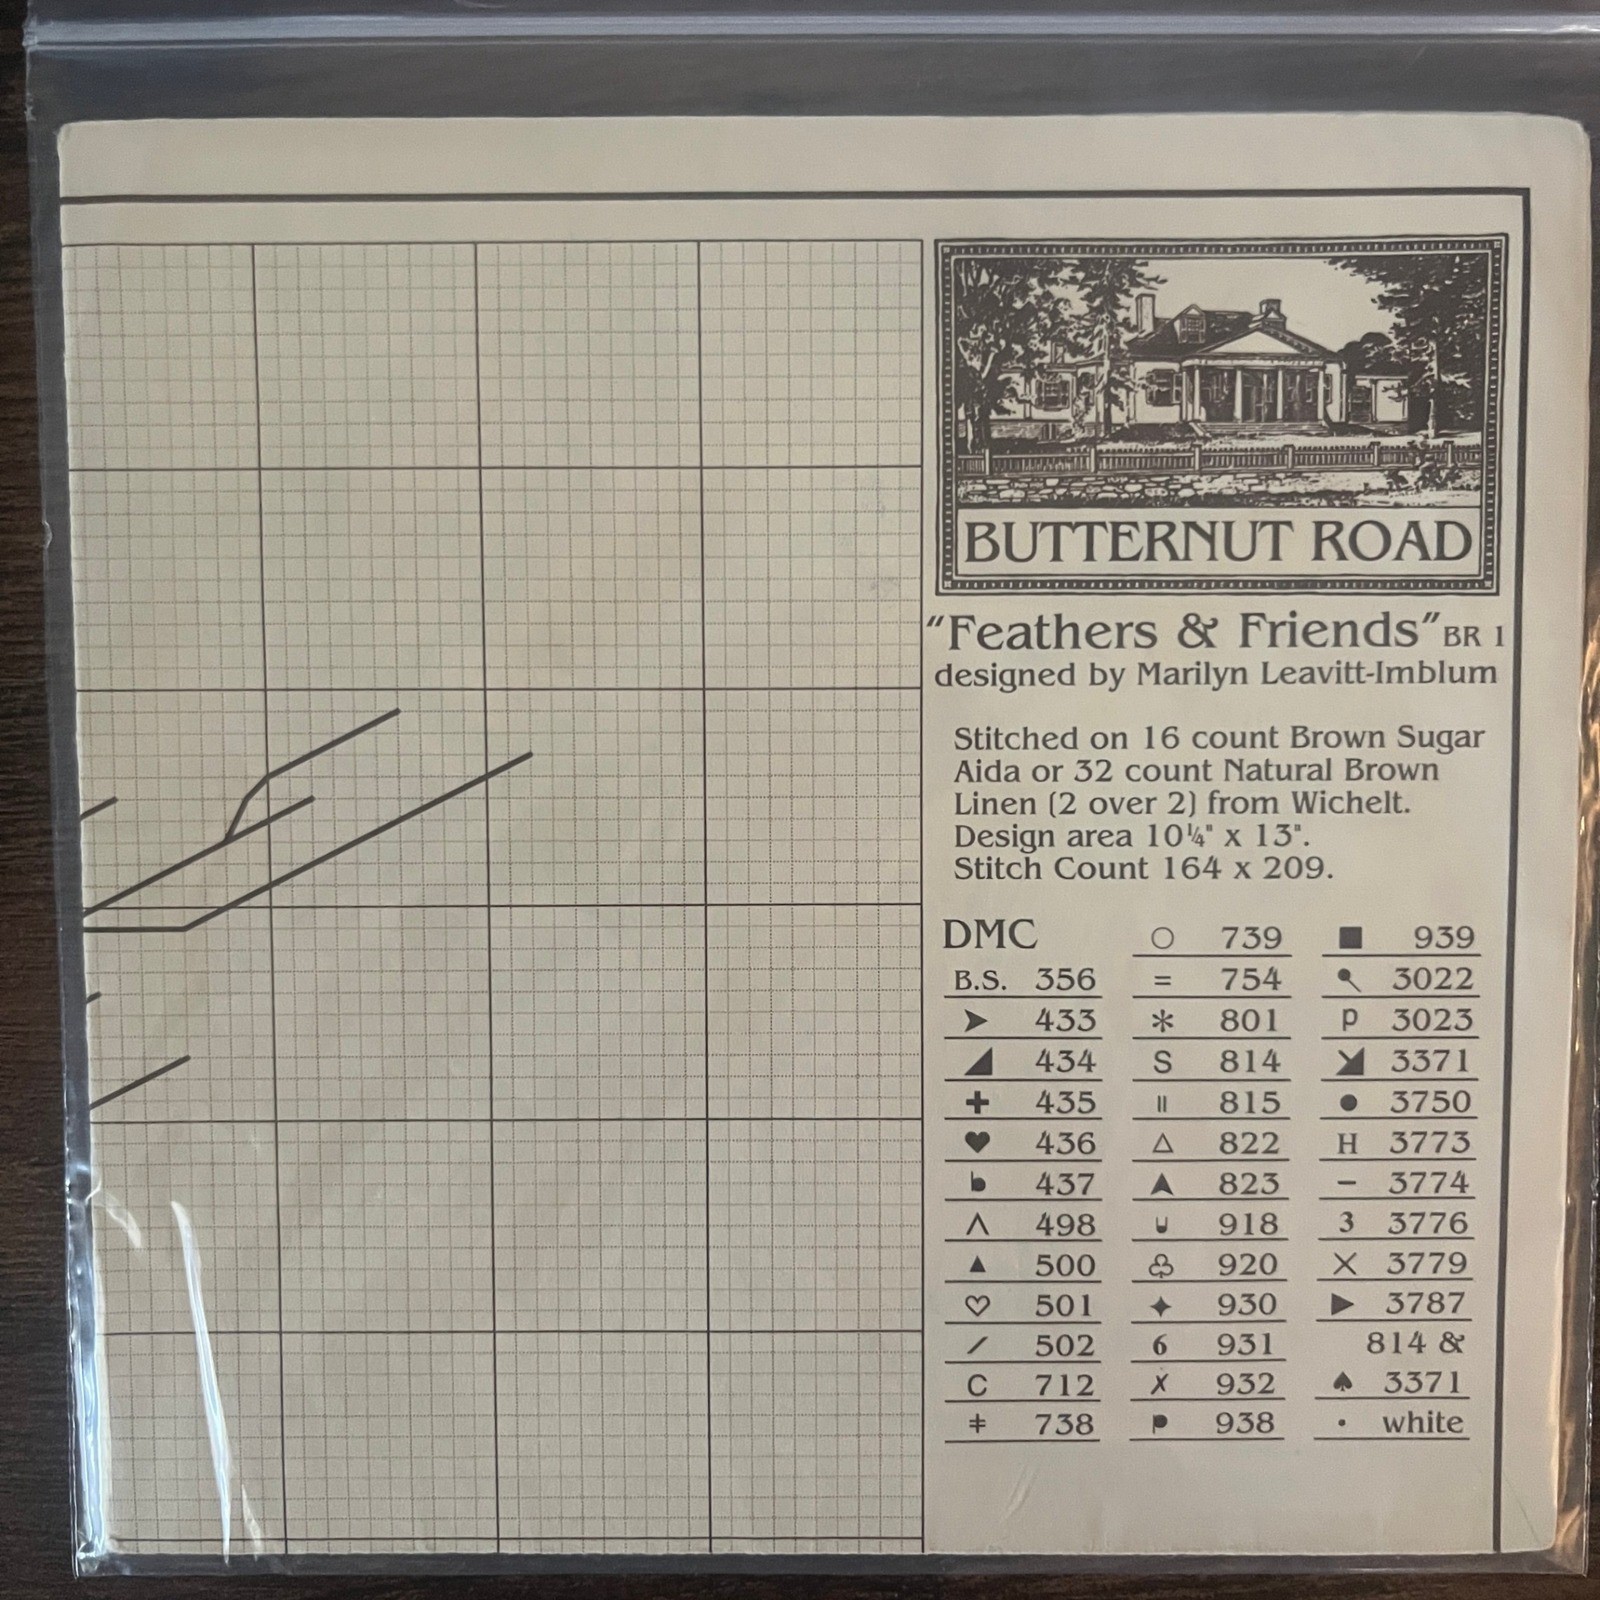 BUTTERNUT ROAD
"Feathers & Friends" BR 1
designed by Marilyn Leavitt-Imblum
Stitched on 16 count Brown Sugar
Aida or 32 count Natural Brown
Linen (2 over 2) from Wichelt.
Design area 10¼" x 13".
Stitch Count 164 x 209.
DMC
B.S. 356
➤ 433
◢ 434
✚ 435
♥ 436
437
Λ 498
▲ 500
♡ 501
/ 502
C 712
ǂ 738
○ 739
= 754
* 801
S 814
॥ 815
△ 822
▲ 823
918
♧ 920
✦ 930
6 931
✗ 932
938
■ 939
3022
p 3023
3371
● 3750
H 3773
– 3774
3 3776
X 3779
▶ 3787
814 &
♠ 3371
• white